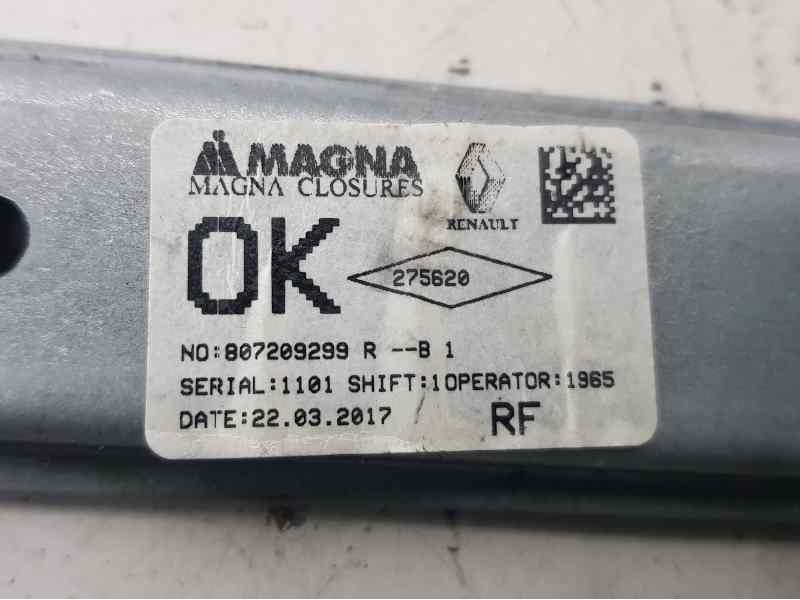 MAGNA
MAGNA CLOSURES
RENAULT
OK
275620
NO:807209299 R --B 1
SERIAL:1101 SHIFT:1OPERATOR:1965
DATE:22.03.2017 RF